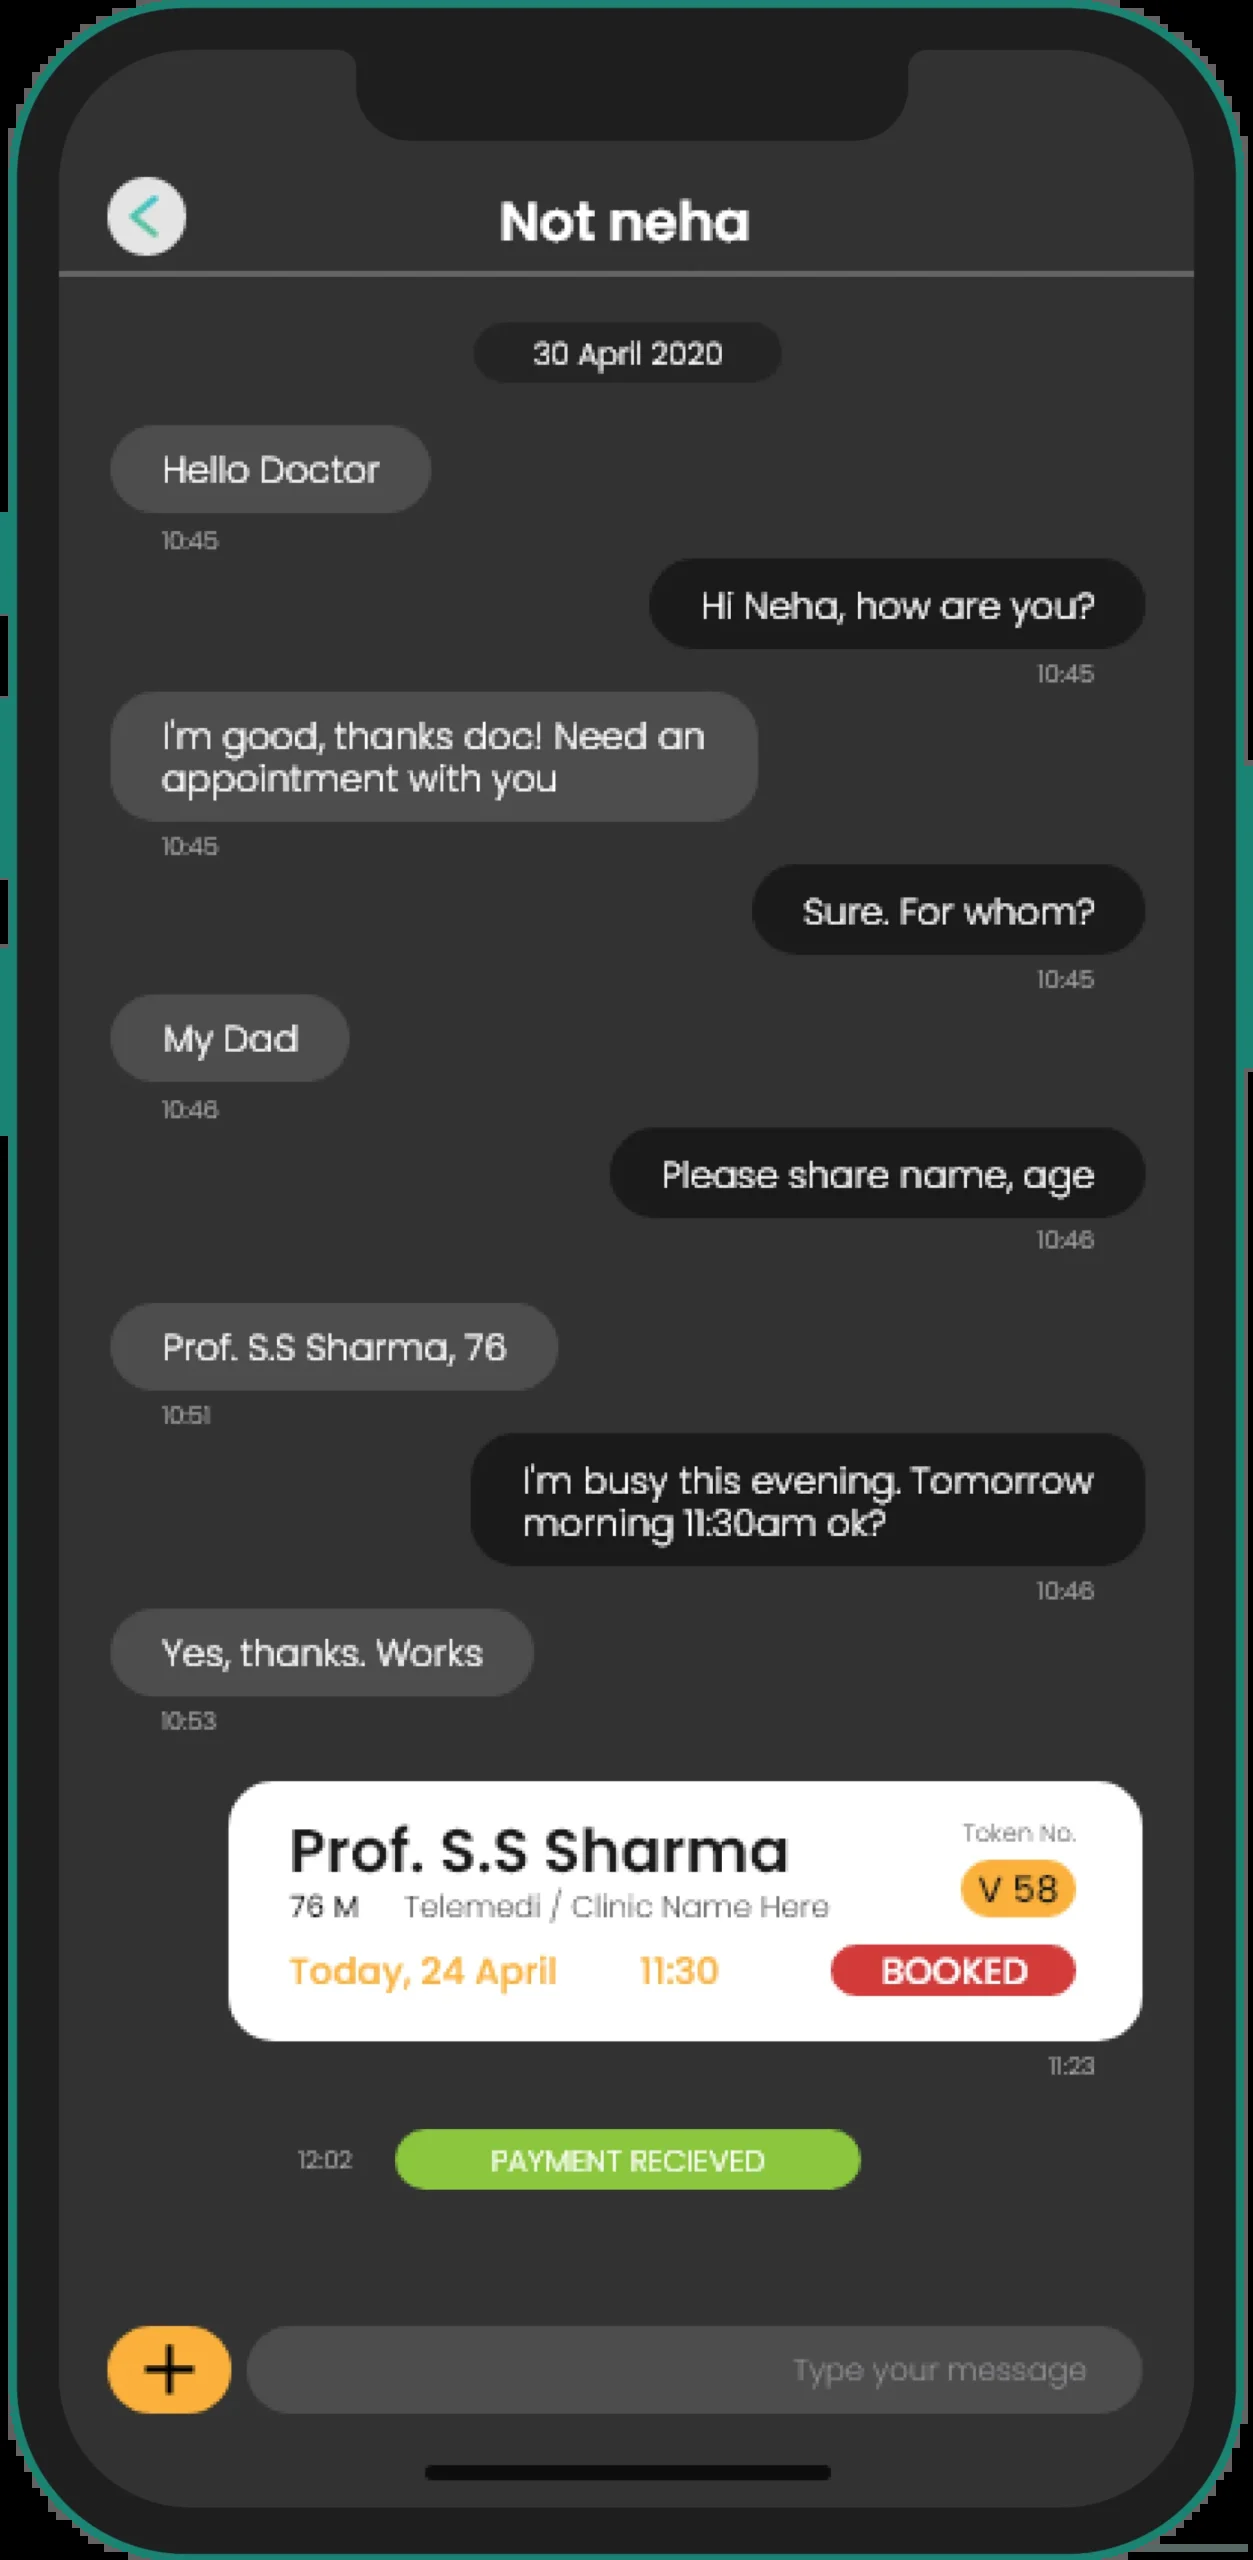 Not neha
30 April 2020
Hello Doctor
10:45
Hi Neha, how are you?
10:45
I'm good, thanks doc! Need an
appointment with you
10:45
Sure. For whom?
10:45
My Dad
10:46
Please share name, age
10:46
Prof. S.S Sharma, 76
10:51
I'm busy this evening. Tomorrow
morning 11:30am ok?
10:46
Yes, thanks. Works
10:53
Prof. S.S Sharma
Token No.
76 M Telemedi / Clinic Name Here
V 58
Today, 24 April 11:30 BOOKED
11:23
12:02 PAYMENT RECIEVED
Type your message